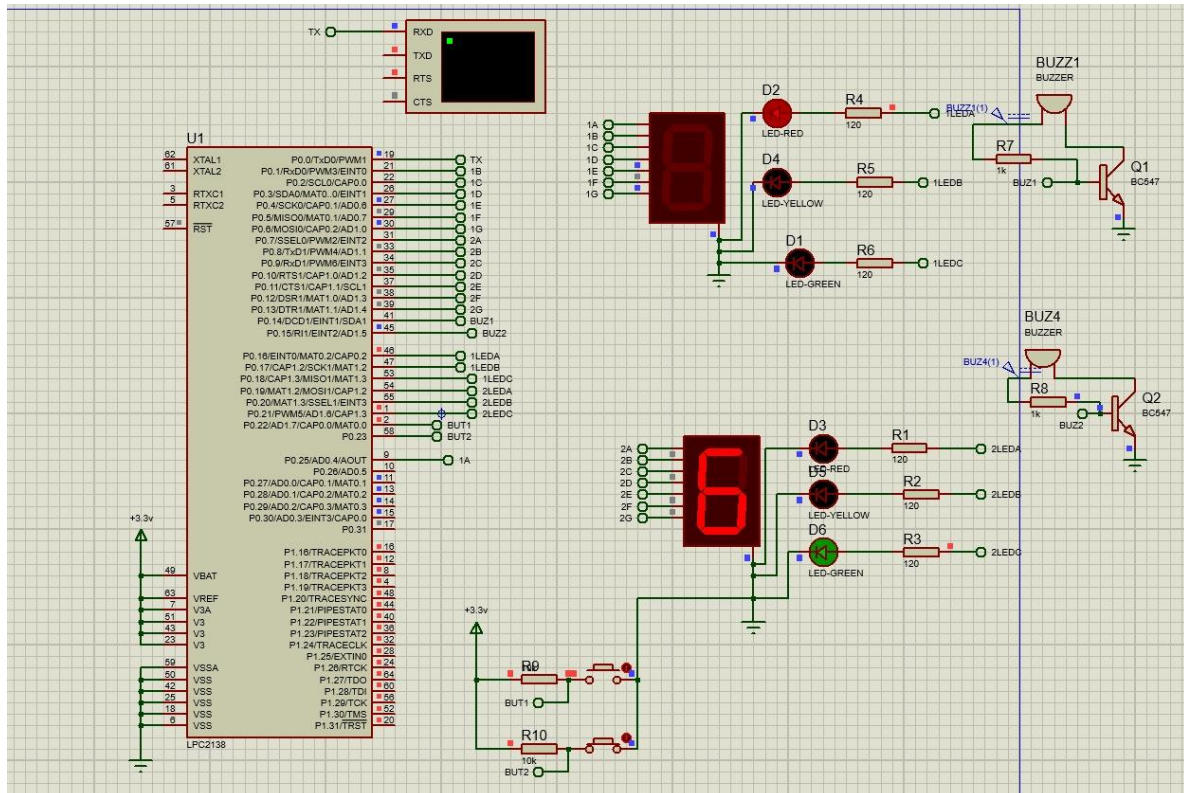 TX
RXD
TXD
RTS
CTS
U1
62 XTAL1
61 XTAL2
3 RTXC1
5 RTXC2
57 RST
49 VBAT
63 VREF
7 V3A
51 V3
43 V3
23 V3
59 VSSA
50 VSS
42 VSS
25 VSS
18 VSS
6 VSS
LPC2138
+3.3v
P0.0/TxD0/PWM1 19 TX
P0.1/RxD0/PWM3/EINT0 21 1B
P0.2/SCL0/CAP0.0 22 1C
P0.3/SDA0/MAT0.0/EINT1 26 1D
P0.4/SCK0/CAP0.1/AD0.6 27 1E
P0.5/MISO0/MAT0.1/AD0.7 29 1F
P0.6/MOSI0/CAP0.2/AD1.0 30 1G
P0.7/SSEL0/PWM2/EINT2 31 2A
P0.8/TxD1/PWM4/AD1.1 33 2B
P0.9/RxD1/PWM6/EINT3 34 2C
P0.10/RTS1/CAP1.0/AD1.2 35 2D
P0.11/CTS1/CAP1.1/SCL1 37 2E
P0.12/DSR1/MAT1.0/AD1.3 38 2F
P0.13/DTR1/MAT1.1/AD1.4 39 2G
P0.14/DCD1/EINT1/SDA1 41 BUZ1
P0.15/RI1/EINT2/AD1.5 45 BUZ2
P0.16/EINT0/MAT0.2/CAP0.2 46 1LEDA
P0.17/CAP1.2/SCK1/MAT1.2 47 1LEDB
P0.18/CAP1.3/MISO1/MAT1.3 53 1LEDC
P0.19/MAT1.2/MOSI1/CAP1.2 54 2LEDA
P0.20/MAT1.3/SSEL1/EINT3 55 2LEDB
P0.21/PWM5/AD1.6/CAP1.3 1 2LEDC
P0.22/AD1.7/CAP0.0/MAT0.0 2 BUT1
P0.23 58 BUT2
P0.25/AD0.4/AOUT 9 1A
P0.26/AD0.5 10
P0.27/AD0.0/CAP0.1/MAT0.1 11
P0.28/AD0.1/CAP0.2/MAT0.2 13
P0.29/AD0.2/CAP0.3/MAT0.3 14
P0.30/AD0.3/EINT3/CAP0.0 15
P0.31 17
P1.16/TRACEPKT0 16
P1.17/TRACEPKT1 12
P1.18/TRACEPKT2 8
P1.19/TRACEPKT3 4
P1.20/TRACESYNC 48
P1.21/PIPESTAT0 44
P1.22/PIPESTAT1 40
P1.23/PIPESTAT2 36
P1.24/TRACECLK 32
P1.25/EXTIN0 28
P1.26/RTCK 24
P1.27/TDO 64
P1.28/TDI 60
P1.29/TCK 56
P1.30/TMS 52
P1.31/TRST 20
1A
1B
1C
1D
1E
1F
1G
D2
LED-RED
R4
120
1LEDA
D4
LED-YELLOW
R5
120
1LEDB
D1
LED-GREEN
R6
120
1LEDC
BUZZ1
BUZZER
BUZZ1(1)
R7
1k
BUZ1
Q1
BC547
BUZ4
BUZZER
BUZ4(1)
R8
1k
BUZ2
Q2
BC547
2A
2B
2C
2D
2E
2F
2G
6
D3
LED-RED
R1
120
2LEDA
D5
LED-YELLOW
R2
120
2LEDB
D6
LED-GREEN
R3
120
2LEDC
+3.3v
R9
BUT1
R10
10k
BUT2